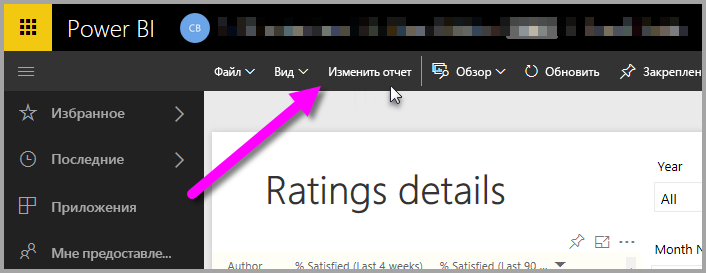 Power BI CB
Файл Вид Изменить отчет Обзор Обновить Закреплен
Избранное
Последние
Приложения
Мне предоставле...
Ratings details
Year
All
Month N
Author % Satisfied (Last 4 weeks) % Satisfied (Last 90 ...